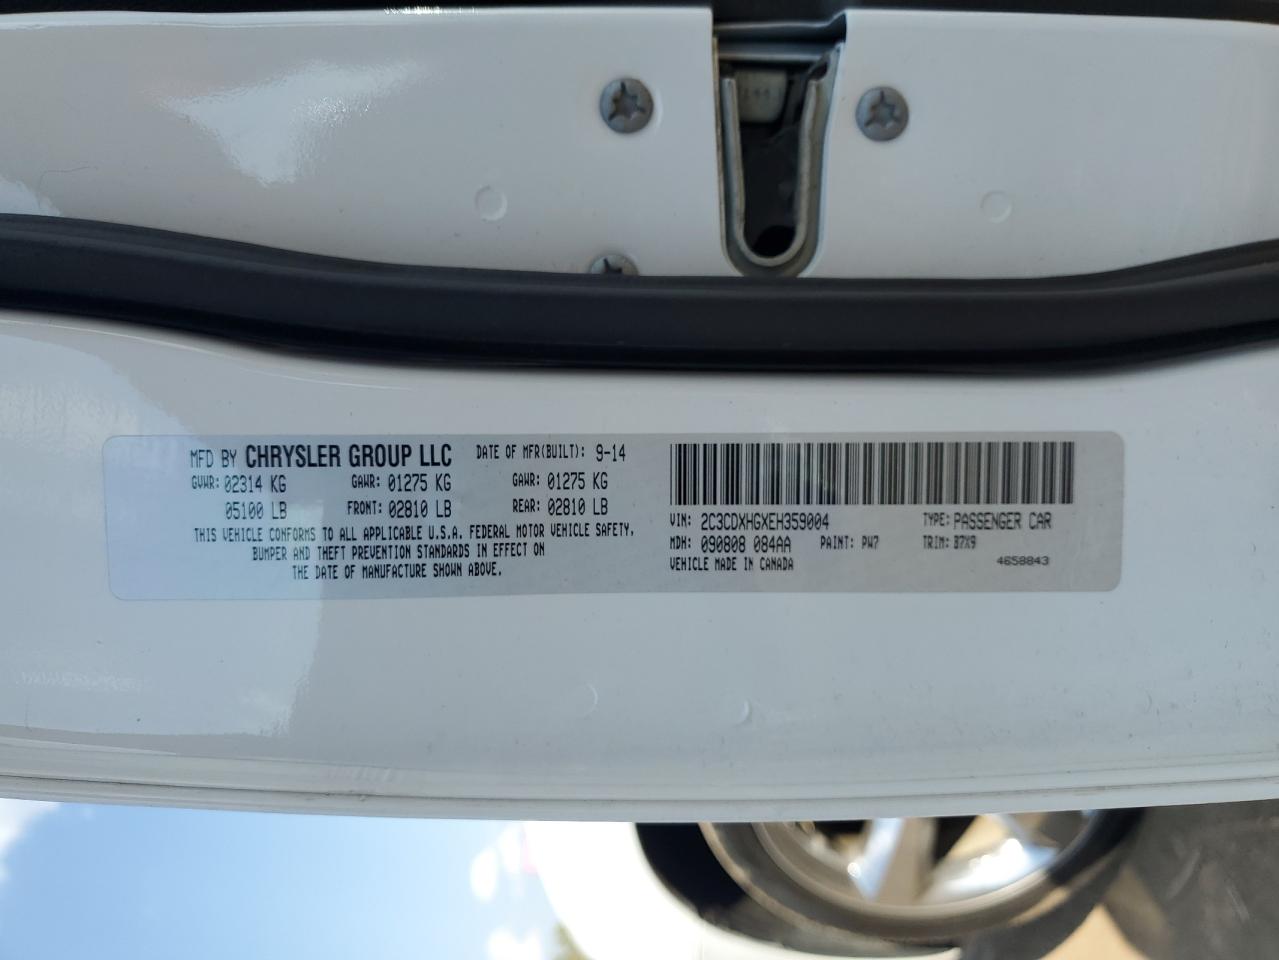 MFD BY CHRYSLER GROUP LLC DATE OF MFR(BUILT): 9-14
GVWR: 02314 KG GAWR: 01275 KG GAWR: 01275 KG
05100 LB FRONT: 02810 LB REAR: 02810 LB
THIS VEHICLE CONFORMS TO ALL APPLICABLE U.S.A. FEDERAL MOTOR VEHICLE SAFETY,
BUMPER AND THEFT PREVENTION STANDARDS IN EFFECT ON
THE DATE OF MANUFACTURE SHOWN ABOVE.
VIN: 2C3CDXHGXEH359004 TYPE: PASSENGER CAR
MDH: 090808 084AA PAINT: PW7 TRIM: B7X9
VEHICLE MADE IN CANADA 4658843